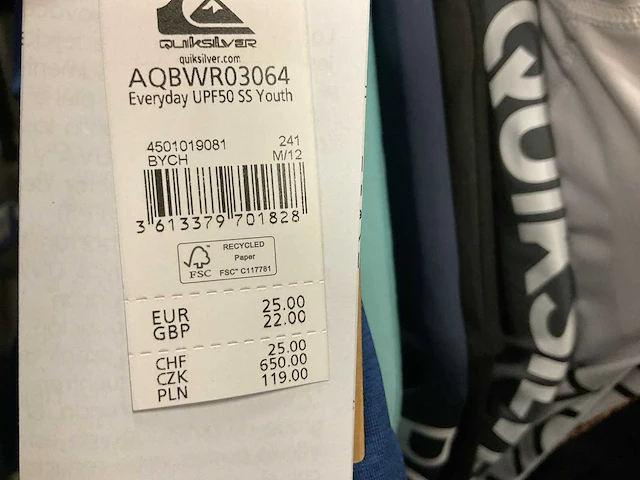 QUIKSILVER
quiksilver.com
AQBWR03064
Everyday UPF50 SS Youth
4501019081 241
BYCH M/12
3 613379 701828
FSC RECYCLED
Paper
FSC® C117781
EUR 25.00
GBP 22.00
CHF 25.00
CZK 650.00
PLN 119.00
QUIKSILVER